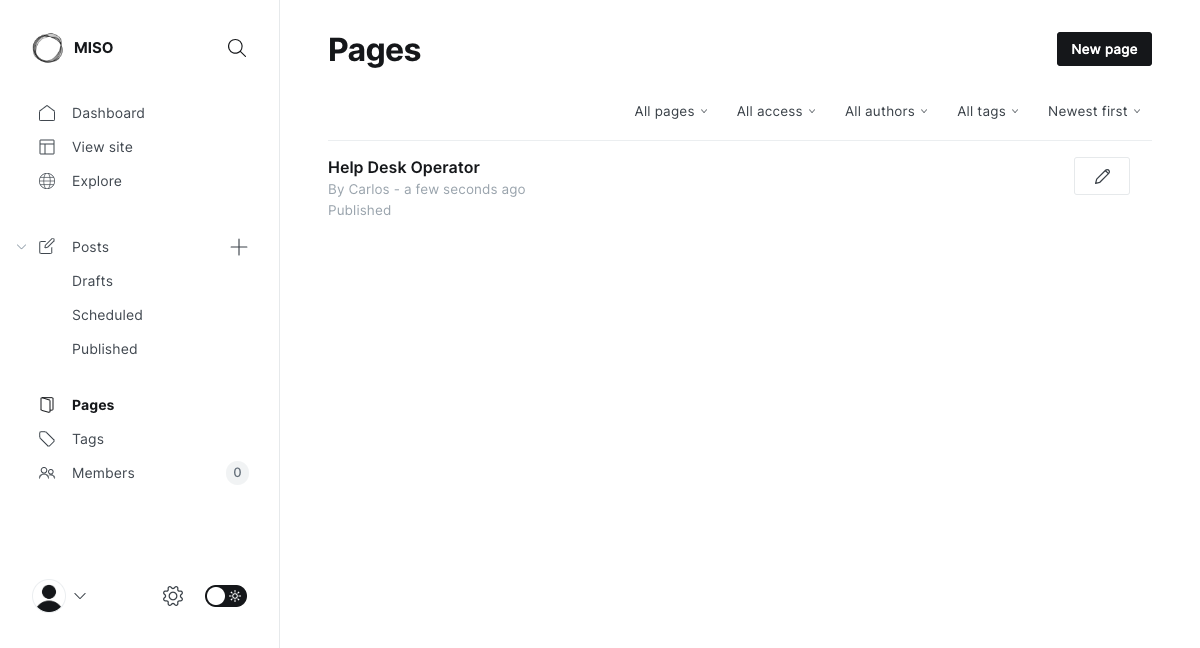 MISO
Dashboard
View site
Explore
Posts
Drafts
Scheduled
Published
Pages
Tags
Members 0
Pages
New page
All pages All access All authors All tags Newest first
Help Desk Operator
By Carlos - a few seconds ago
Published